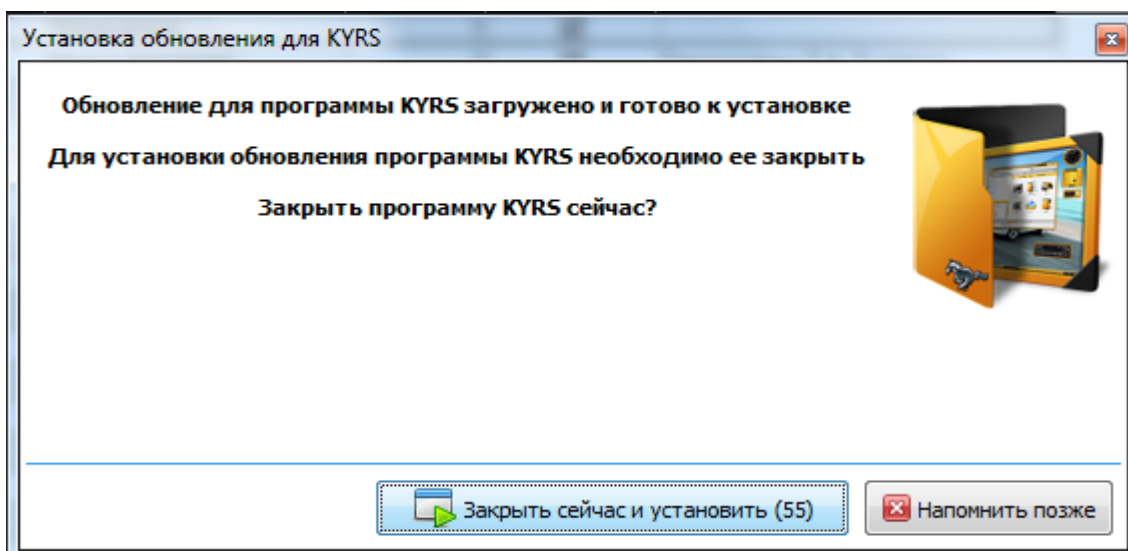 Установка обновления для KYRS
Обновление для программы KYRS загружено и готово к установке
Для установки обновления программы KYRS необходимо ее закрыть
Закрыть программу KYRS сейчас?
Закрыть сейчас и установить (55)
Напомнить позже